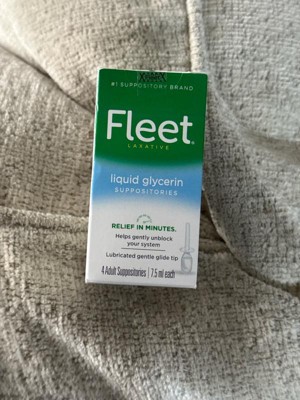 #1 SUPPOSITORY BRAND
Fleet®
LAXATIVE
liquid glycerin
SUPPOSITORIES
RELIEF IN MINUTES.
Helps gently unblock
your system
Lubricated gentle glide tip
4 Adult Suppositories | 7.5 ml each